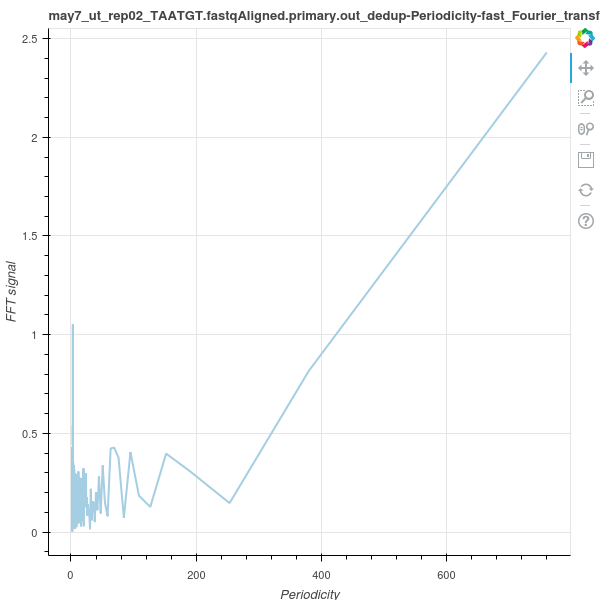 may7_ut_rep02_TAATGT.fastqAligned.primary.out_dedup-Periodicity-fast_Fourier_transf
2.5
2
1.5
1
0.5
0
FFT signal
0 200 400 600
Periodicity